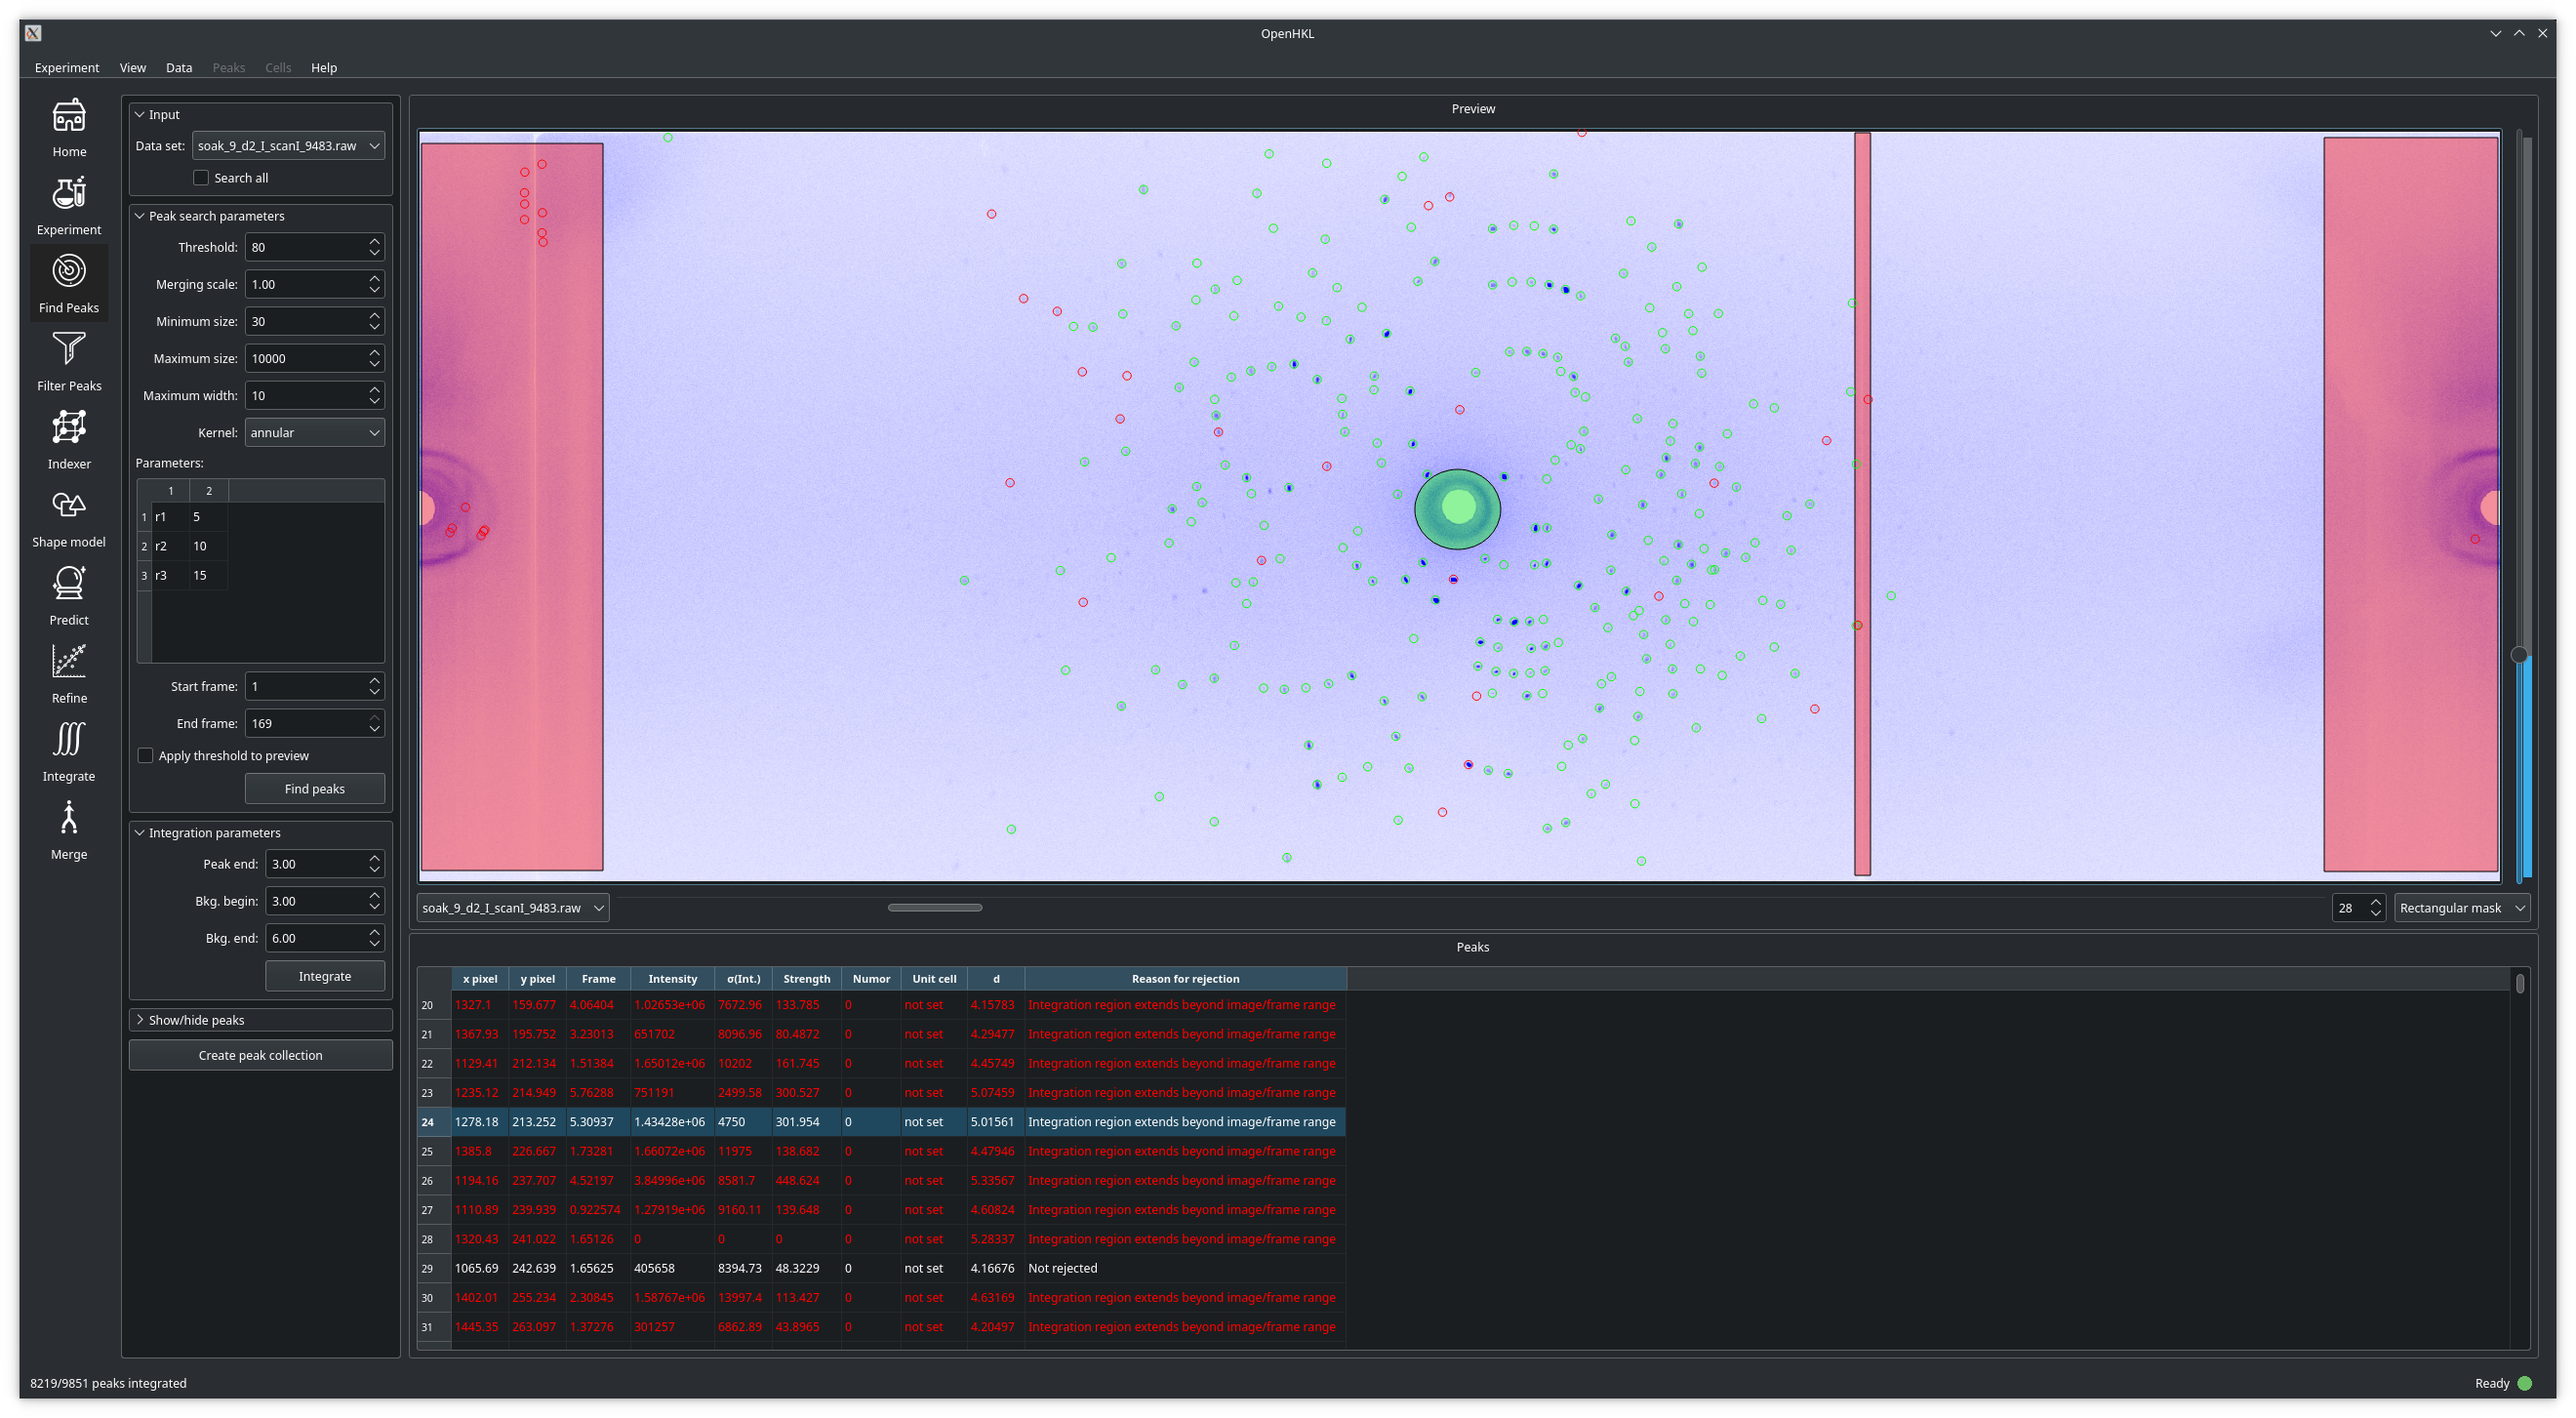 OpenHKL
Experiment View Data Peaks Cells Help
Home
Experiment
Find Peaks
Filter Peaks
Indexer
Shape model
Predict
Refine
Integrate
Merge
Input
Data set: soak_9_d2_I_scanI_9483.raw
Search all
Peak search parameters
Threshold: 80
Merging scale: 1.00
Minimum size: 30
Maximum size: 10000
Maximum width: 10
Kernel: annular
Parameters:
1 2
1 r1 5
2 r2 10
3 r3 15
Start frame: 1
End frame: 169
Apply threshold to preview
Find peaks
Integration parameters
Peak end: 3.00
Bkg. begin: 3.00
Bkg. end: 6.00
Integrate
Show/hide peaks
Create peak collection
Preview
soak_9_d2_I_scanI_9483.raw 28 Rectangular mask
Peaks
x pixel y pixel Frame Intensity σ(Int.) Strength Numor Unit cell d Reason for rejection
20 1327.1 159.677 4.06404 1.02653e+06 7672.96 133.785 0 not set 4.15783 Integration region extends beyond image/frame range
21 1367.93 195.752 3.23013 651702 8096.96 80.4872 0 not set 4.29477 Integration region extends beyond image/frame range
22 1129.41 212.134 1.51384 1.65012e+06 10202 161.745 0 not set 4.45749 Integration region extends beyond image/frame range
23 1235.12 214.949 5.76288 751191 2499.58 300.527 0 not set 5.07459 Integration region extends beyond image/frame range
24 1278.18 213.252 5.30937 1.43428e+06 4750 301.954 0 not set 5.01561 Integration region extends beyond image/frame range
25 1385.8 226.667 1.73281 1.66072e+06 11975 138.682 0 not set 4.47946 Integration region extends beyond image/frame range
26 1194.16 237.707 4.52197 3.84996e+06 8581.7 448.624 0 not set 5.33567 Integration region extends beyond image/frame range
27 1110.89 239.939 0.922574 1.27919e+06 9160.11 139.648 0 not set 4.60824 Integration region extends beyond image/frame range
28 1320.43 241.022 1.65126 0 0 0 0 not set 5.28337 Integration region extends beyond image/frame range
29 1065.69 242.639 1.65625 405658 8394.73 48.3229 0 not set 4.16676 Not rejected
30 1402.01 255.234 2.30845 1.58767e+06 13997.4 113.427 0 not set 4.63169 Integration region extends beyond image/frame range
31 1445.35 263.097 1.37276 301257 6862.89 43.8965 0 not set 4.20497 Integration region extends beyond image/frame range
8219/9851 peaks integrated
Ready